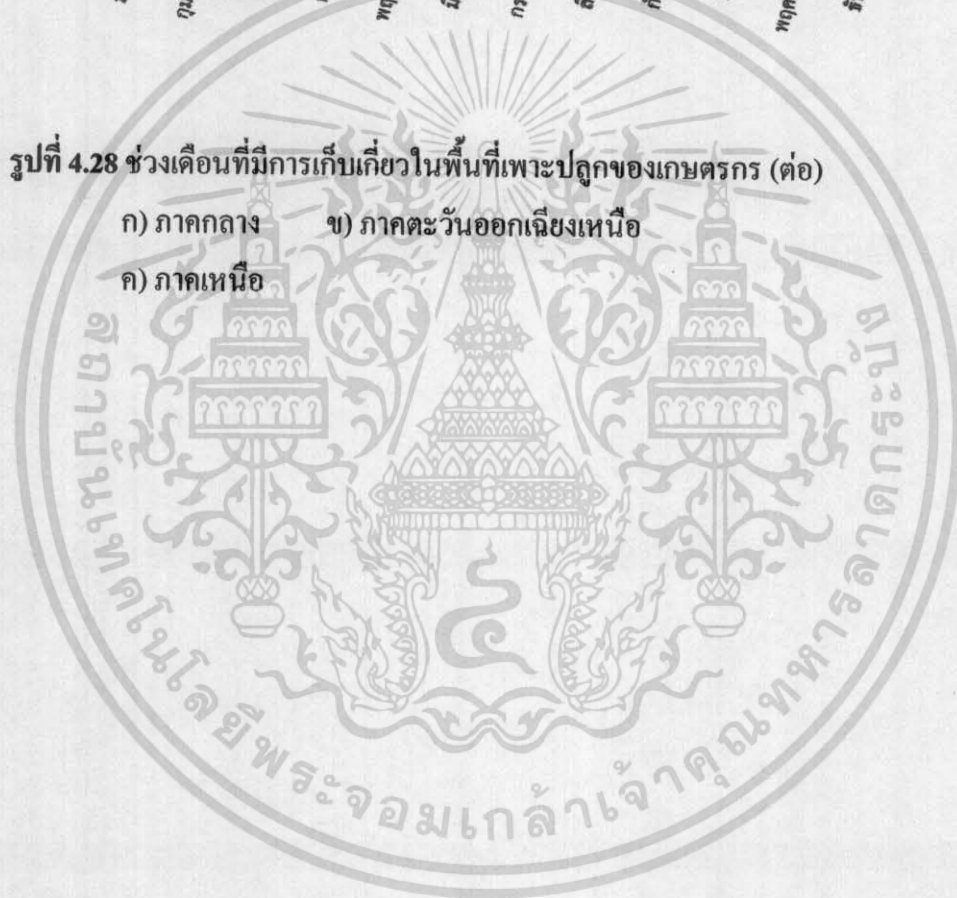 รูปที่ 4.28 ช่วงเดือนที่มีการเก็บเกี่ยวในพื้นที่เพาะปลูกของเกษตรกร (ต่อ)
ก) ภาคกลาง ข) ภาคตะวันออกเฉียงเหนือ
ค) ภาคเหนือ
สถาบันเทคโนโลยีพระจอมเกล้าเจ้าคุณทหารลาดกระบัง